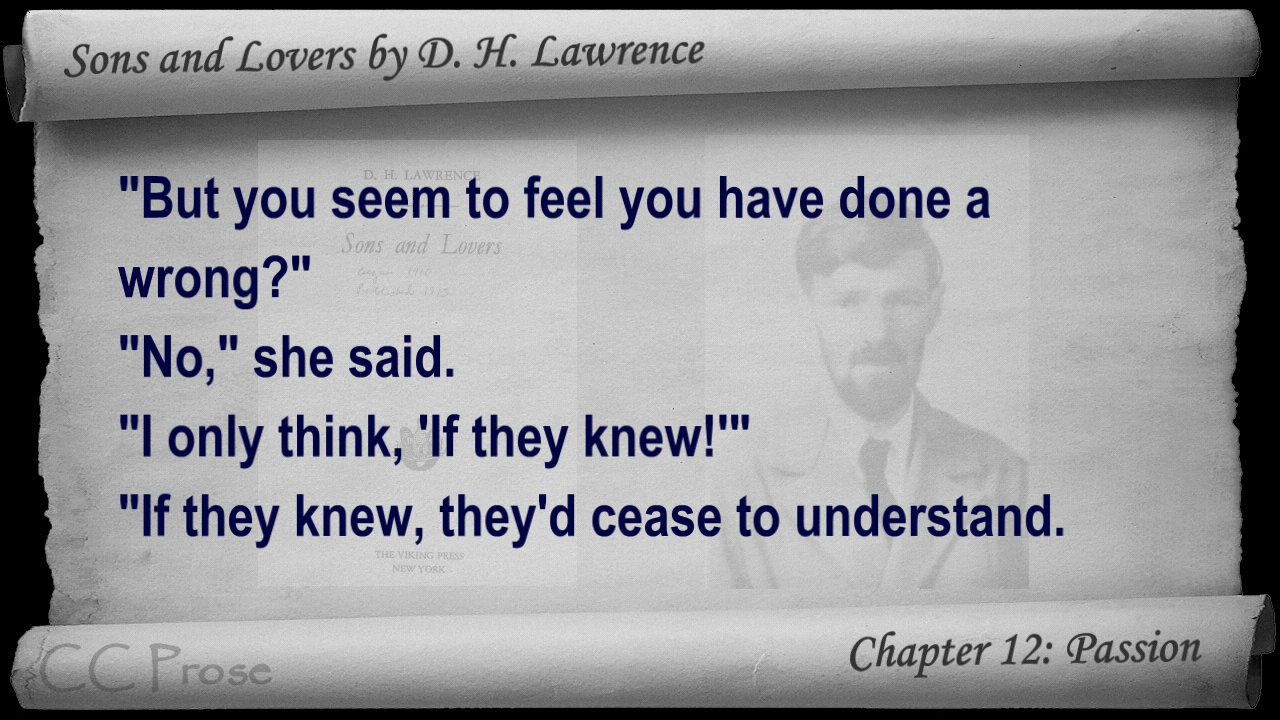 Sons and Lovers by D. H. Lawrence
D. H. LAWRENCE
"But you seem to feel you have done a
Sons and Lovers
wrong?"
"No," she said.
"I only think, 'If they knew!'"
"If they knew, they'd cease to understand.
THE VIKING PRESS
NEW YORK
CC Prose
Chapter 12: Passion